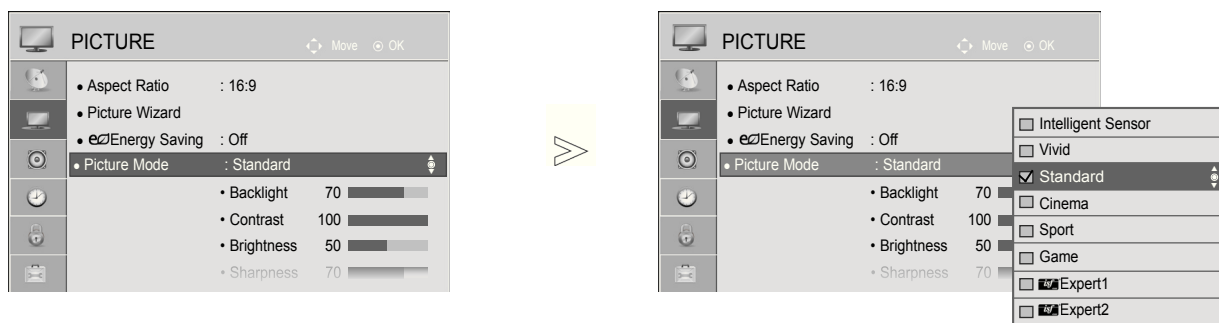 PICTURE Move OK
• Aspect Ratio : 16:9
• Picture Wizard
• Energy Saving : Off
• Picture Mode : Standard
• Backlight 70
• Contrast 100
• Brightness 50
• Sharpness 70
>
PICTURE Move OK
• Aspect Ratio : 16:9
• Picture Wizard
• Energy Saving : Off
• Picture Mode : Standard
• Backlight 70
• Contrast 100
• Brightness 50
• Sharpness 70
Intelligent Sensor
Vivid
Standard
Cinema
Sport
Game
isf Expert1
isf Expert2